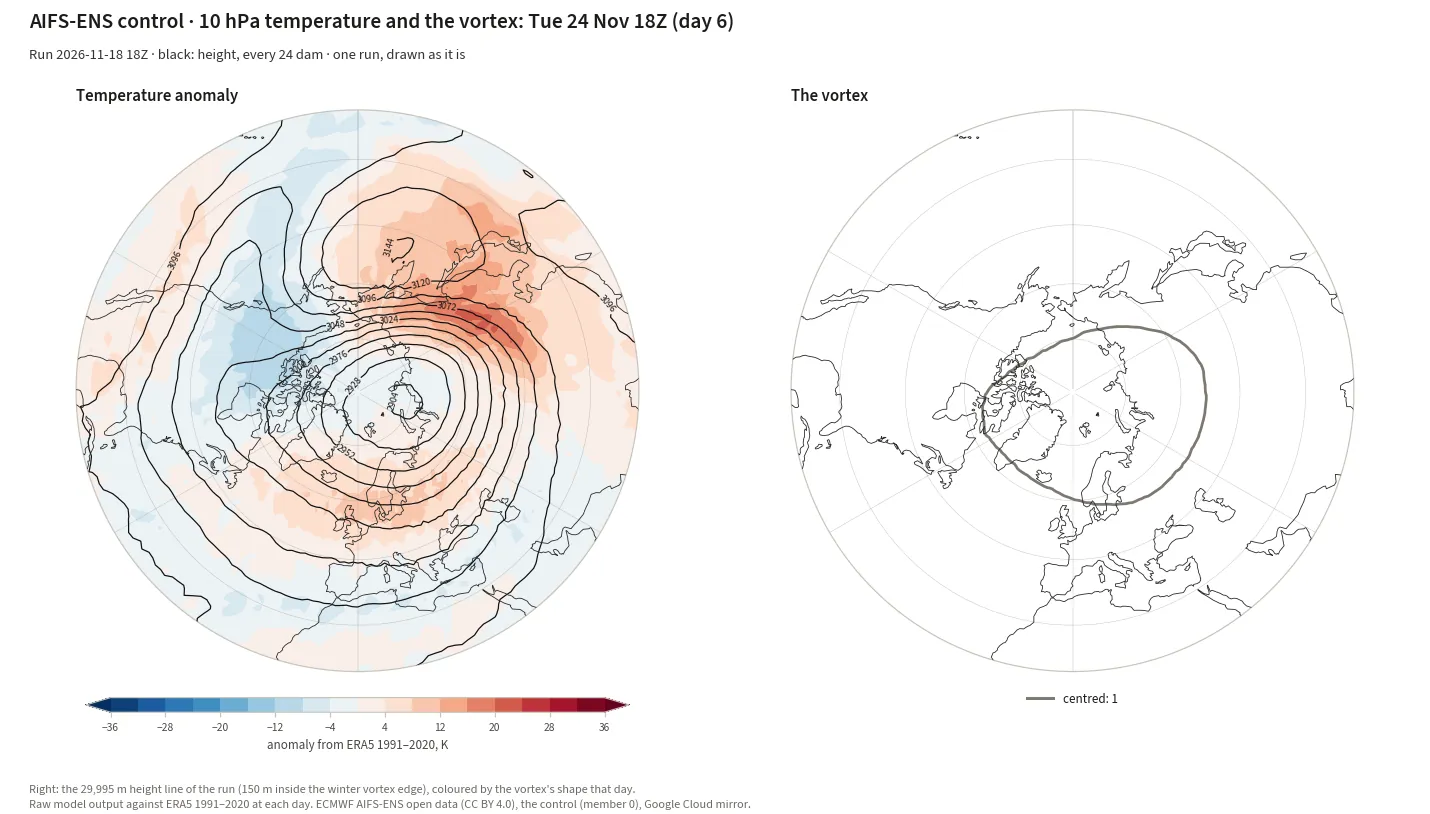 AIFS-ENS control · 10 hPa temperature and the vortex: Tue 24 Nov 18Z (day 6)
Run 2026-11-18 18Z · black: height, every 24 dam · one run, drawn as it is
Temperature anomaly
The vortex
3144
3096
3120
3096
3096
3072
3048
3024
2976
2928
2952
centred: 1
−36 −28 −20 −12 −4 4 12 20 28 36
anomaly from ERA5 1991–2020, K
Right: the 29,995 m height line of the run (150 m inside the winter vortex edge), coloured by the vortex's shape that day.
Raw model output against ERA5 1991–2020 at each day. ECMWF AIFS-ENS open data (CC BY 4.0), the control (member 0), Google Cloud mirror.